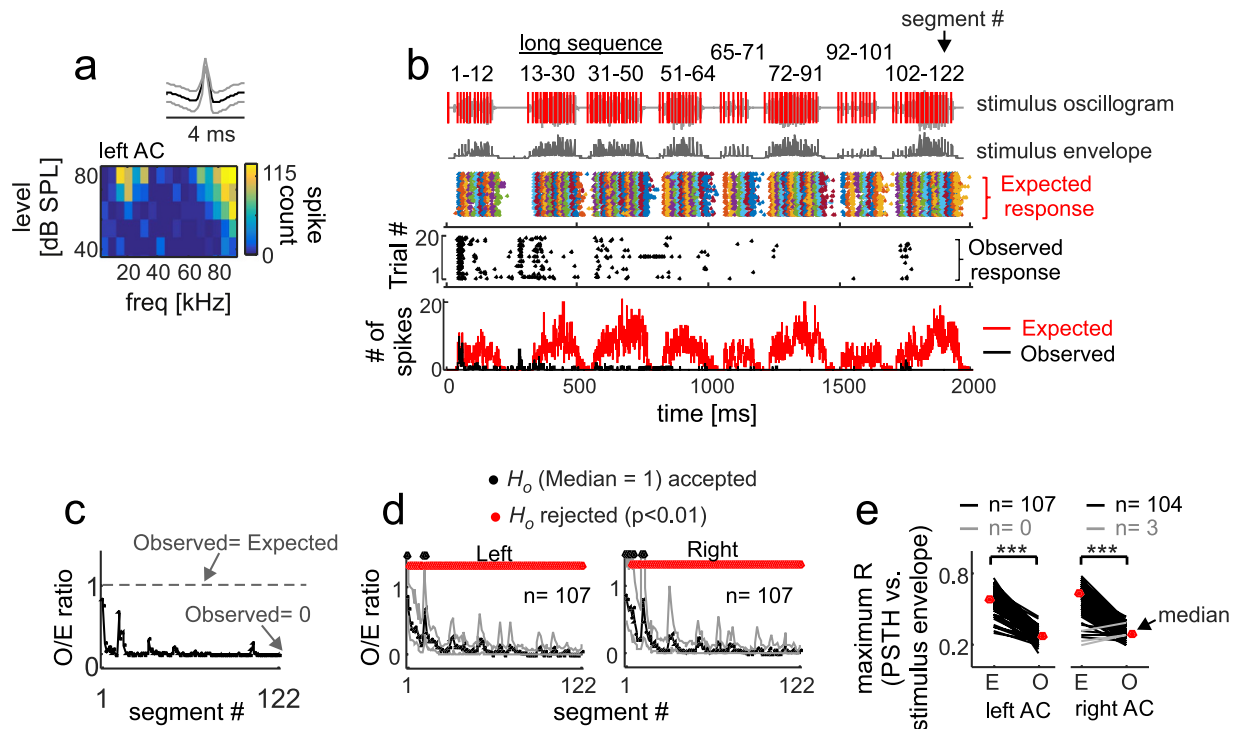 a
4 ms
left AC
level
[dB SPL]
80
40
20 40 60 80
freq [kHz]
115
0
spike
count
b
segment #
long sequence
65-71
92-101
1-12 13-30 31-50 51-64 72-91 102-122
stimulus oscillogram
stimulus envelope
Expected
response
Trial #
20
1
Observed
response
# of
spikes
20
0
Expected
Observed
0 500 1000 1500 2000
time [ms]
c
Observed= Expected
Observed= 0
O/E ratio
1
0
1 122
segment #
d
Ho (Median = 1) accepted
Ho rejected (p<0.01)
Left
n= 107
O/E ratio
1
0
1 122
Right
n= 107
1
0
1 122
segment #
e
n= 107
n= 0
n= 104
n= 3
***
***
maximum R
(PSTH vs.
stimulus envelope)
0.8
0.2
median
E O E O
left AC right AC